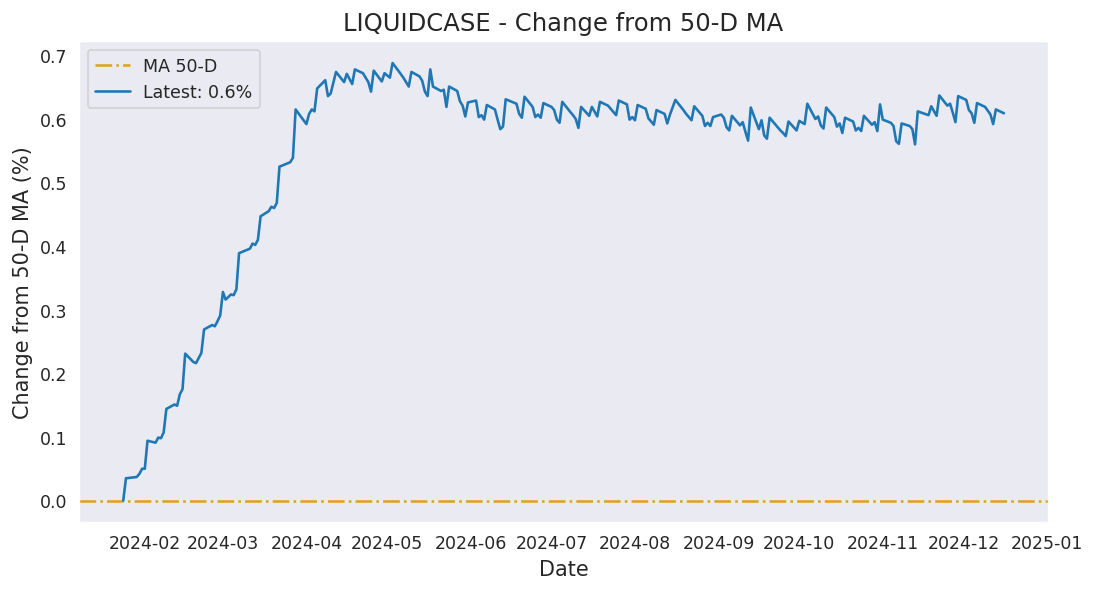 LIQUIDCASE - Change from 50-D MA
MA 50-D
Latest: 0.6%
Change from 50-D MA (%)
0.7
0.6
0.5
0.4
0.3
0.2
0.1
0.0
2024-02 2024-03 2024-04 2024-05 2024-06 2024-07 2024-08 2024-09 2024-10 2024-11 2024-12 2025-01
Date